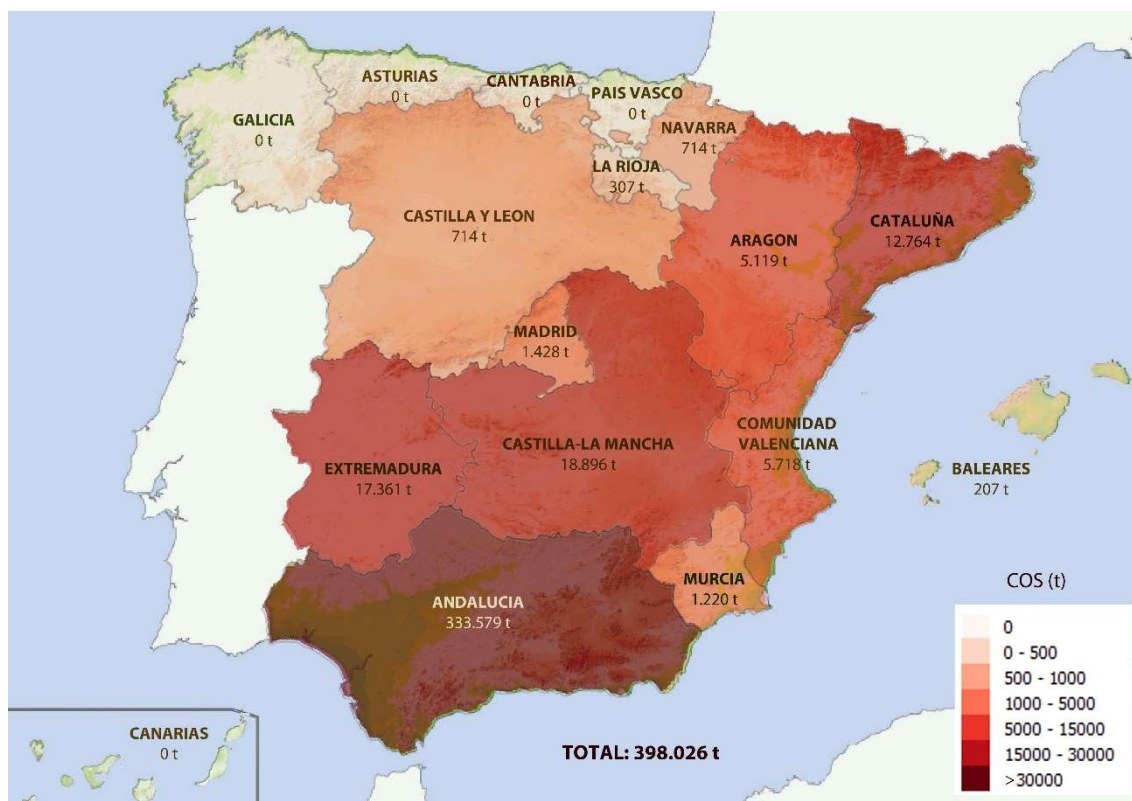 ASTURIAS
0 t
CANTABRIA
0 t
PAIS VASCO
0 t
GALICIA
0 t
NAVARRA
714 t
LA RIOJA
307 t
CASTILLA Y LEON
714 t
ARAGON
5.119 t
CATALUÑA
12.764 t
MADRID
1.428 t
COMUNIDAD
VALENCIANA
5.718 t
CASTILLA-LA MANCHA
18.896 t
EXTREMADURA
17.361 t
BALEARES
207 t
MURCIA
1.220 t
ANDALUCIA
333.579 t
CANARIAS
0 t
TOTAL: 398.026 t
COS (t)
0
0 - 500
500 - 1000
1000 - 5000
5000 - 15000
15000 - 30000
>30000